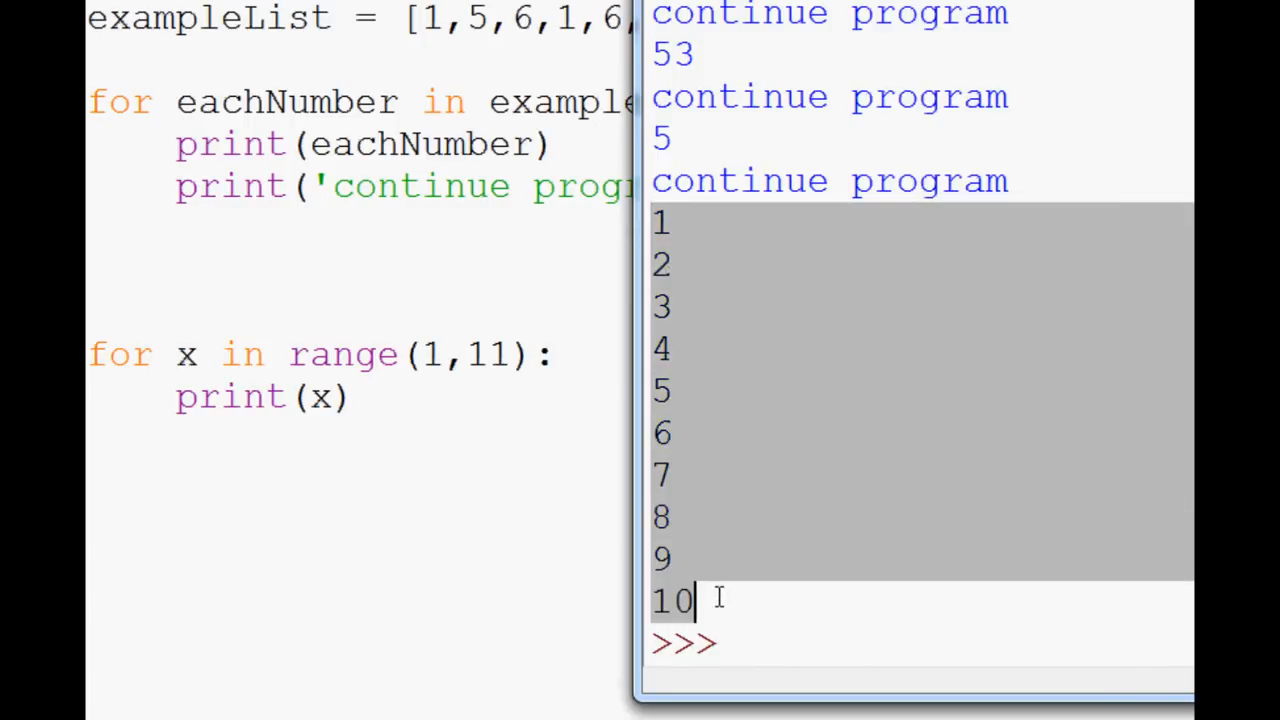 exampleList = [1,5,6,1,6,
for eachNumber in example
print(eachNumber)
print('continue progr
for x in range(1,11):
print(x)
continue program
53
continue program
5
continue program
1
2
3
4
5
6
7
8
9
10
>>>